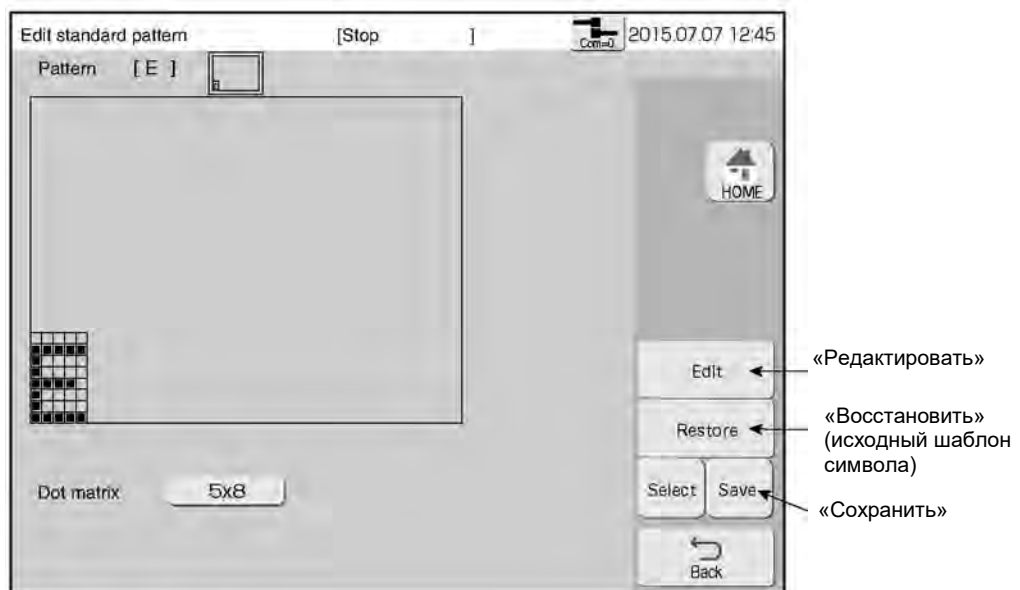 Edit standard pattern [Stop ] Com=0 2015.07.07 12:45
Pattern [ E ]
HOME
Edit
«Редактировать»
Restore
«Восстановить»
(исходный шаблон
символа)
Dot matrix 5x8
Select Save
«Сохранить»
Back